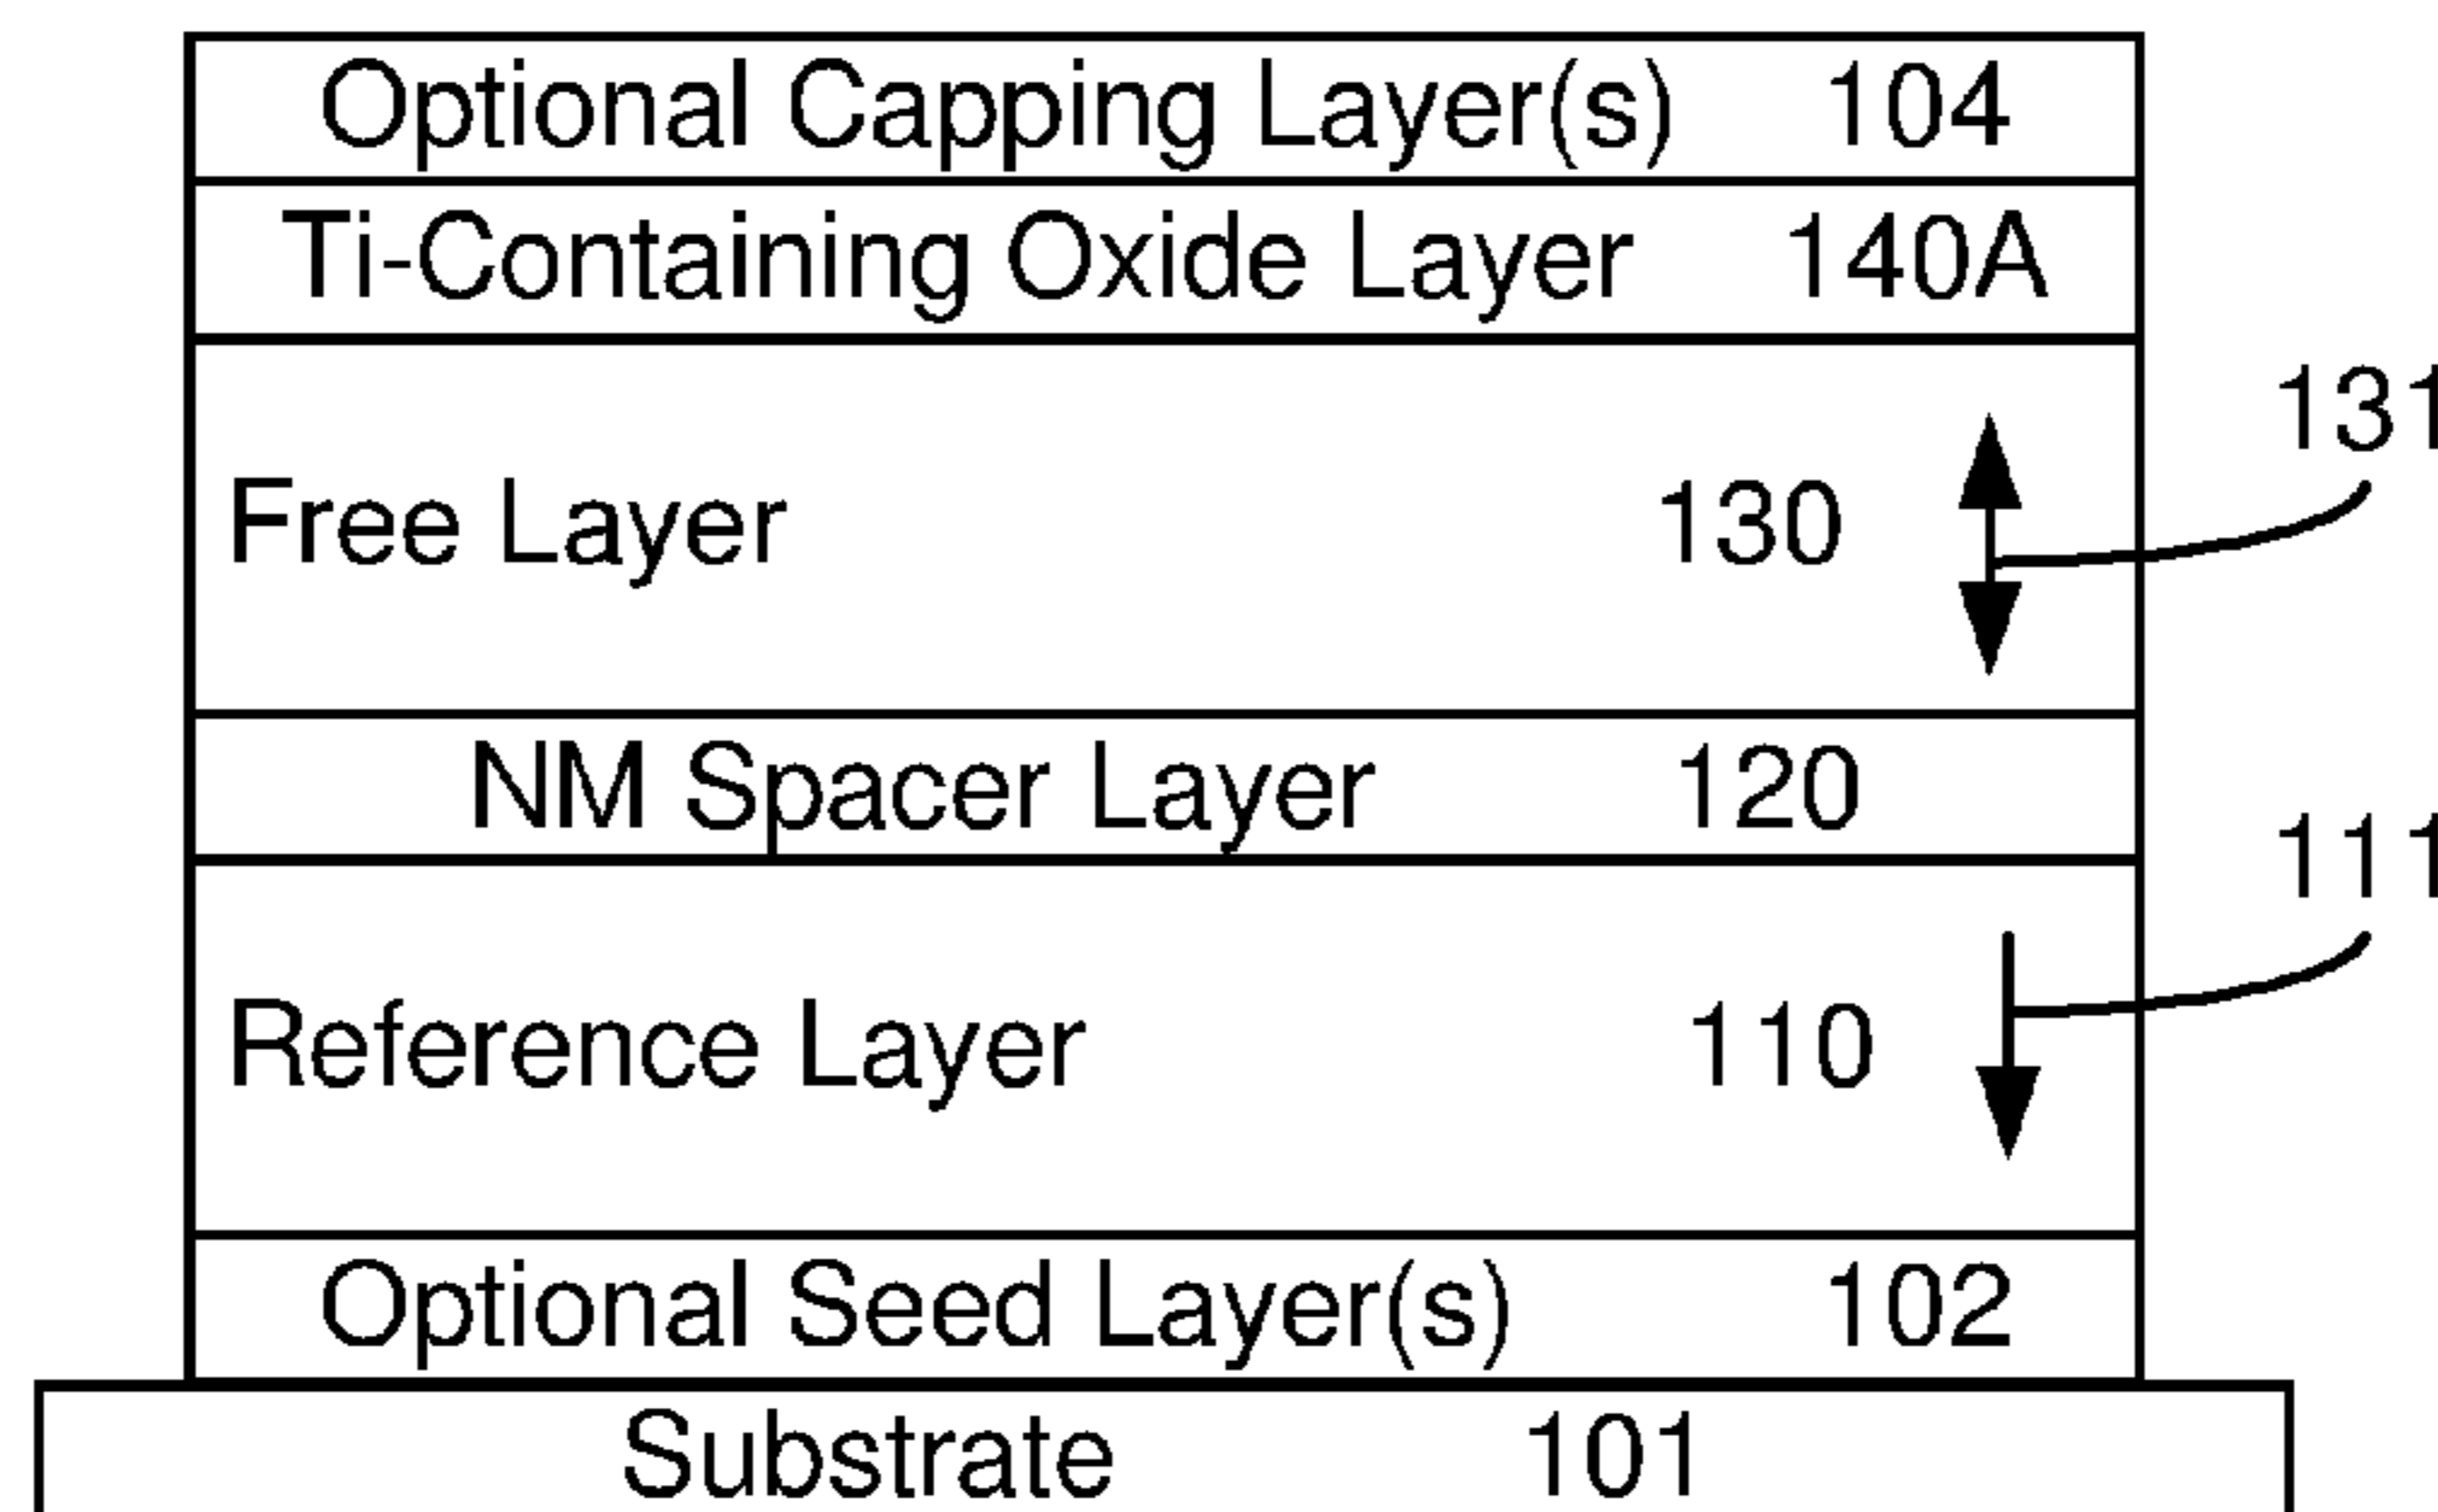 Optional Capping Layer(s) 104
Ti-Containing Oxide Layer 140A
131
Free Layer 130
NM Spacer Layer 120
111
Reference Layer 110
Optional Seed Layer(s) 102
Substrate 101